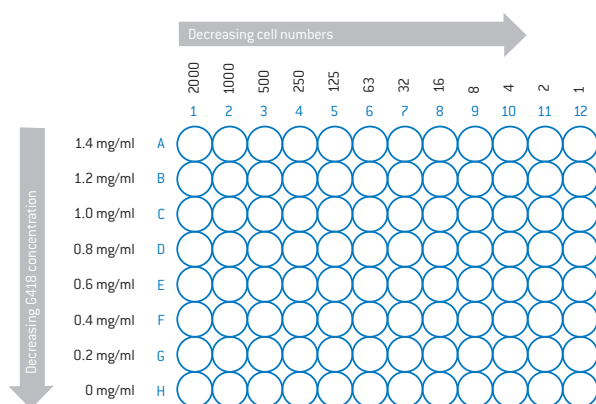 Decreasing cell numbers
2000 1000 500 250 125 63 32 16 8 4 2 1
1 2 3 4 5 6 7 8 9 10 11 12
Decreasing G418 concentration
1.4 mg/ml A
1.2 mg/ml B
1.0 mg/ml C
0.8 mg/ml D
0.6 mg/ml E
0.4 mg/ml F
0.2 mg/ml G
0 mg/ml H